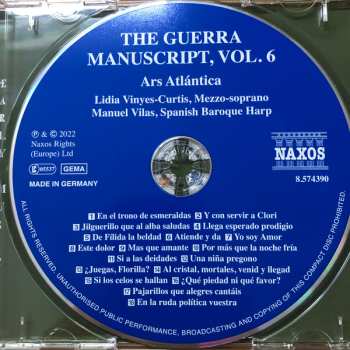 THE GUERRA
MANUSCRIPT, VOL. 6
Ars Atlántica
Lidia Vinyes-Curtis, Mezzo-soprano
Manuel Vilas, Spanish Baroque Harp
℗ & © 2022
Naxos Rights
(Europe) Ltd
GEMA
MADE IN GERMANY
NAXOS
8.574390
1 En el trono de esmeraldas 2 Y con servir a Clori
3 Jilguerillo que al alba saludas 4 Llega esperado prodigio
5 De Fílida la beldad 6 Atiende y da 7 Yo soy Amor
8 Este dolor 9 Mas que amante 10 Por más que la noche fría
11 Si a las deidades 12 Una niña pregono
13 ¿Juegas, Florilla? 14 Al cristal, mortales, venid y llegad
15 Si los celos se hallan 16 ¿Qué piedad ni qué favor?
17 Pajarillos que alegres cantáis
18 En la ruda política vuestra
ALL RIGHTS RESERVED. UNAUTHORISED PUBLIC PERFORMANCE, BROADCASTING AND COPYING OF THIS COMPACT DISC PROHIBITED.